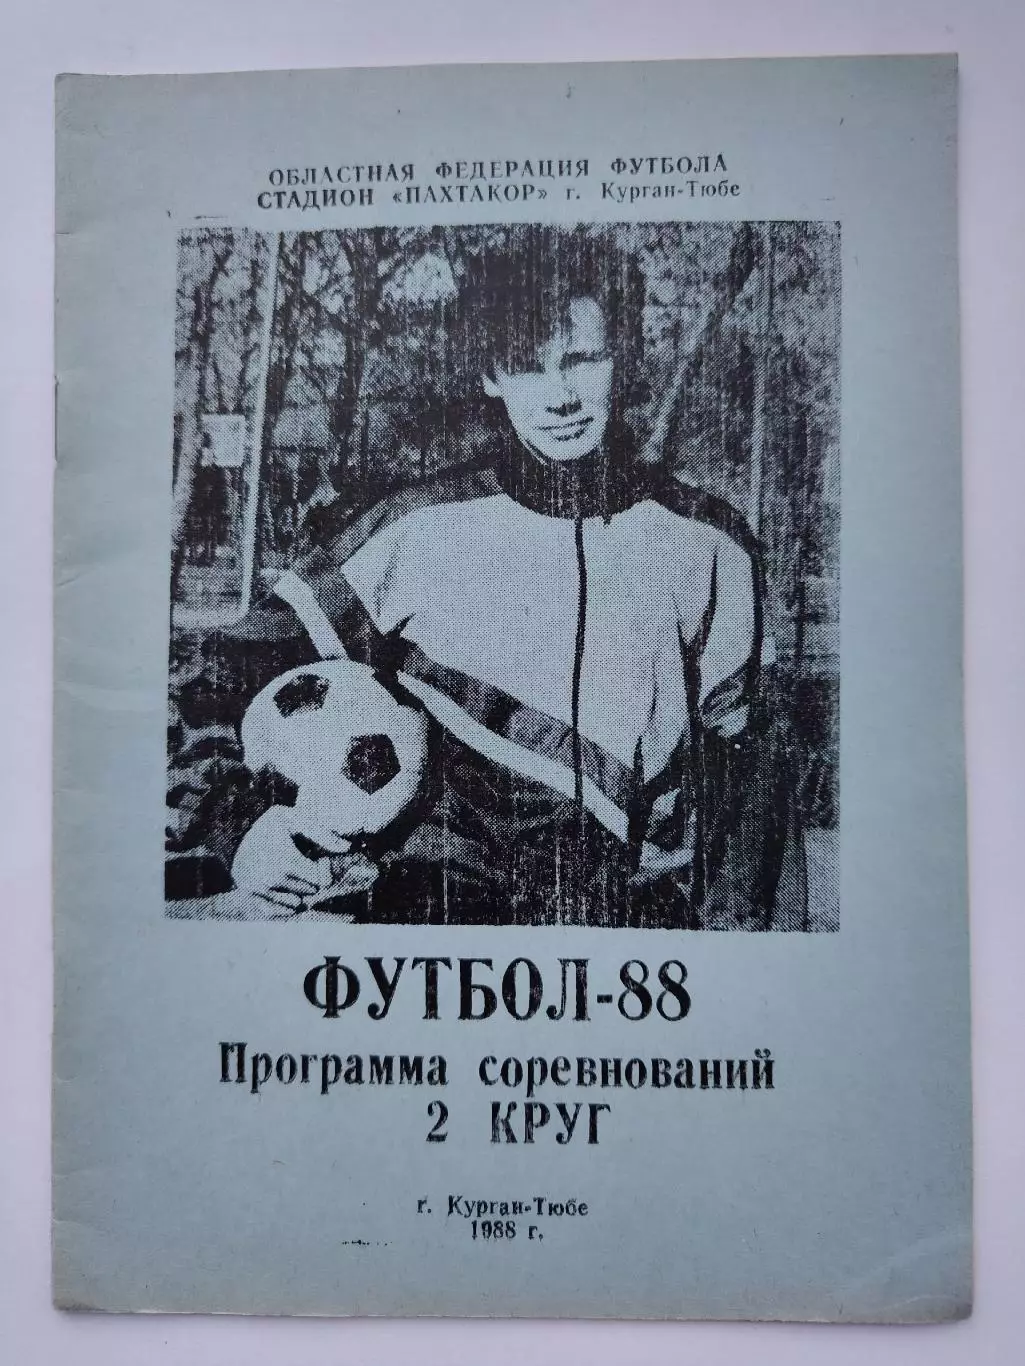 ОБЛАСТНАЯ ФЕДЕРАЦИЯ ФУТБОЛА
СТАДИОН «ПАХТАКОР» г. Курган-Тюбе
ФУТБОЛ-88
Программа соревнований
2 КРУГ
г. Курган-Тюбе
1988 г.